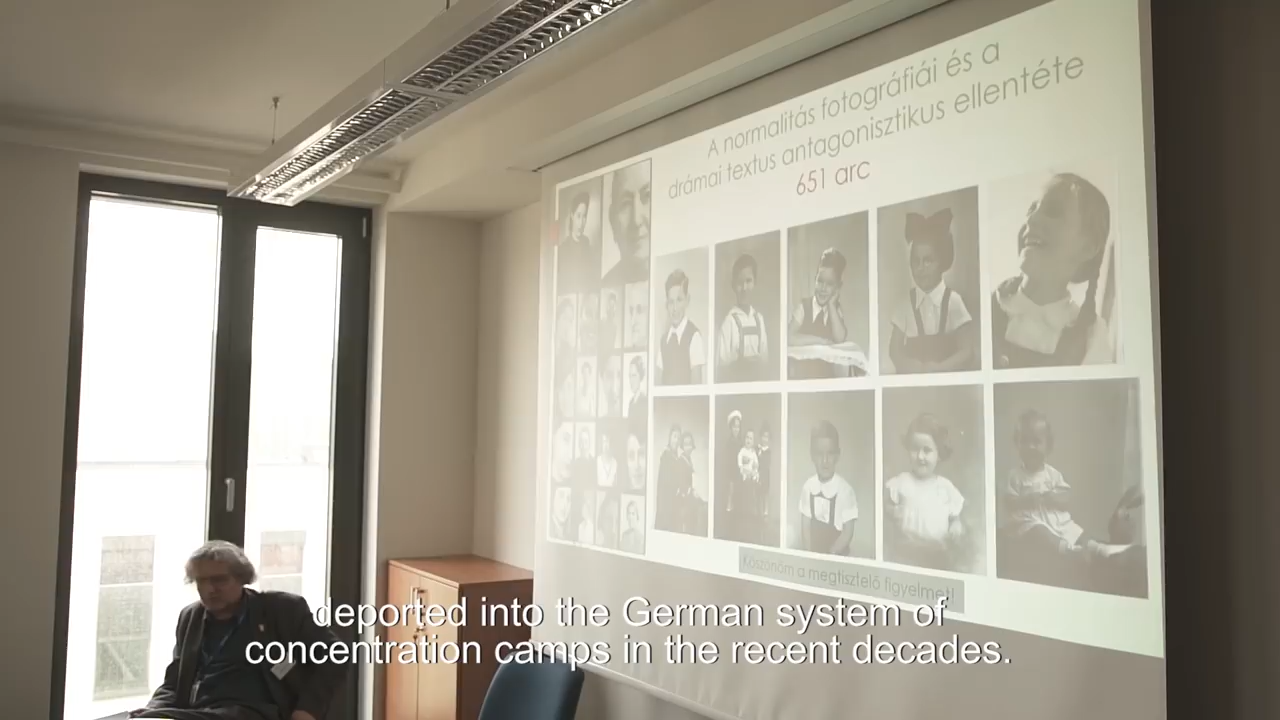 A normalitás fotográfiái és a
drámai textus antagonisztikus ellentéte
651 arc
Köszönöm a megtisztelő figyelmet!
deported into the German system of
concentration camps in the recent decades.